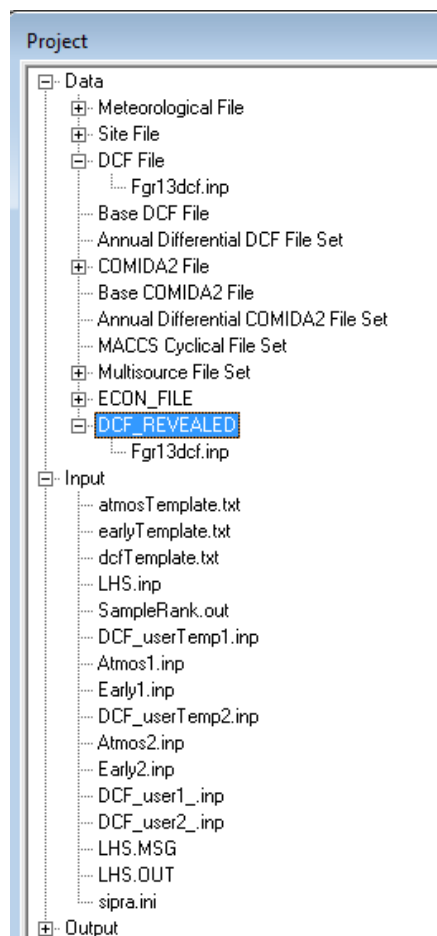 Project
Data
Meteorological File
Site File
DCF File
Fgr13dcf.inp
Base DCF File
Annual Differential DCF File Set
COMIDA2 File
Base COMIDA2 File
Annual Differential COMIDA2 File Set
MACCS Cyclical File Set
Multisource File Set
ECON_FILE
DCF_REVEALED
Fgr13dcf.inp
Input
atmosTemplate.txt
earlyTemplate.txt
dcfTemplate.txt
LHS.inp
SampleRank.out
DCF_userTemp1.inp
Atmos1.inp
Early1.inp
DCF_userTemp2.inp
Atmos2.inp
Early2.inp
DCF_user1_.inp
DCF_user2_.inp
LHS.MSG
LHS.OUT
sipra.ini
Output